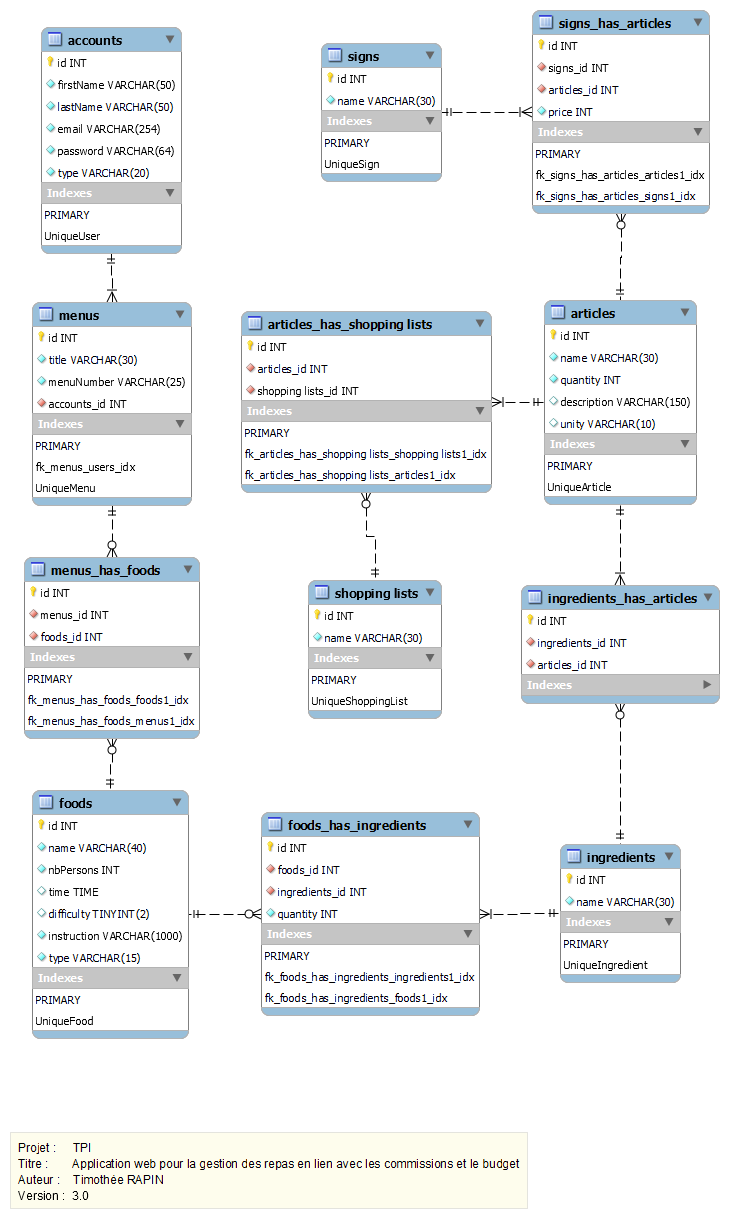 accounts
id INT
firstName VARCHAR(50)
lastName VARCHAR(50)
email VARCHAR(254)
password VARCHAR(64)
type VARCHAR(20)
Indexes
PRIMARY
UniqueUser
signs
id INT
name VARCHAR(30)
Indexes
PRIMARY
UniqueSign
signs_has_articles
id INT
signs_id INT
articles_id INT
price INT
Indexes
PRIMARY
fk_signs_has_articles_articles1_idx
fk_signs_has_articles_signs1_idx
menus
id INT
title VARCHAR(30)
menuNumber VARCHAR(25)
accounts_id INT
Indexes
PRIMARY
fk_menus_users_idx
UniqueMenu
articles_has_shopping lists
id INT
articles_id INT
shopping lists_id INT
Indexes
PRIMARY
fk_articles_has_shopping lists_shopping lists1_idx
fk_articles_has_shopping lists_articles1_idx
articles
id INT
name VARCHAR(30)
quantity INT
description VARCHAR(150)
unity VARCHAR(10)
Indexes
PRIMARY
UniqueArticle
menus_has_foods
id INT
menus_id INT
foods_id INT
Indexes
PRIMARY
fk_menus_has_foods_foods1_idx
fk_menus_has_foods_menus1_idx
shopping lists
id INT
name VARCHAR(30)
Indexes
PRIMARY
UniqueShoppingList
ingredients_has_articles
id INT
ingredients_id INT
articles_id INT
Indexes
foods
id INT
name VARCHAR(40)
nbPersons INT
time TIME
difficulty TINYINT(2)
instruction VARCHAR(1000)
type VARCHAR(15)
Indexes
PRIMARY
UniqueFood
foods_has_ingredients
id INT
foods_id INT
ingredients_id INT
quantity INT
Indexes
PRIMARY
fk_foods_has_ingredients_ingredients1_idx
fk_foods_has_ingredients_foods1_idx
ingredients
id INT
name VARCHAR(30)
Indexes
PRIMARY
UniqueIngredient
Projet : TPI
Titre : Application web pour la gestion des repas en lien avec les commissions et le budget
Auteur : Timothée RAPIN
Version : 3.0